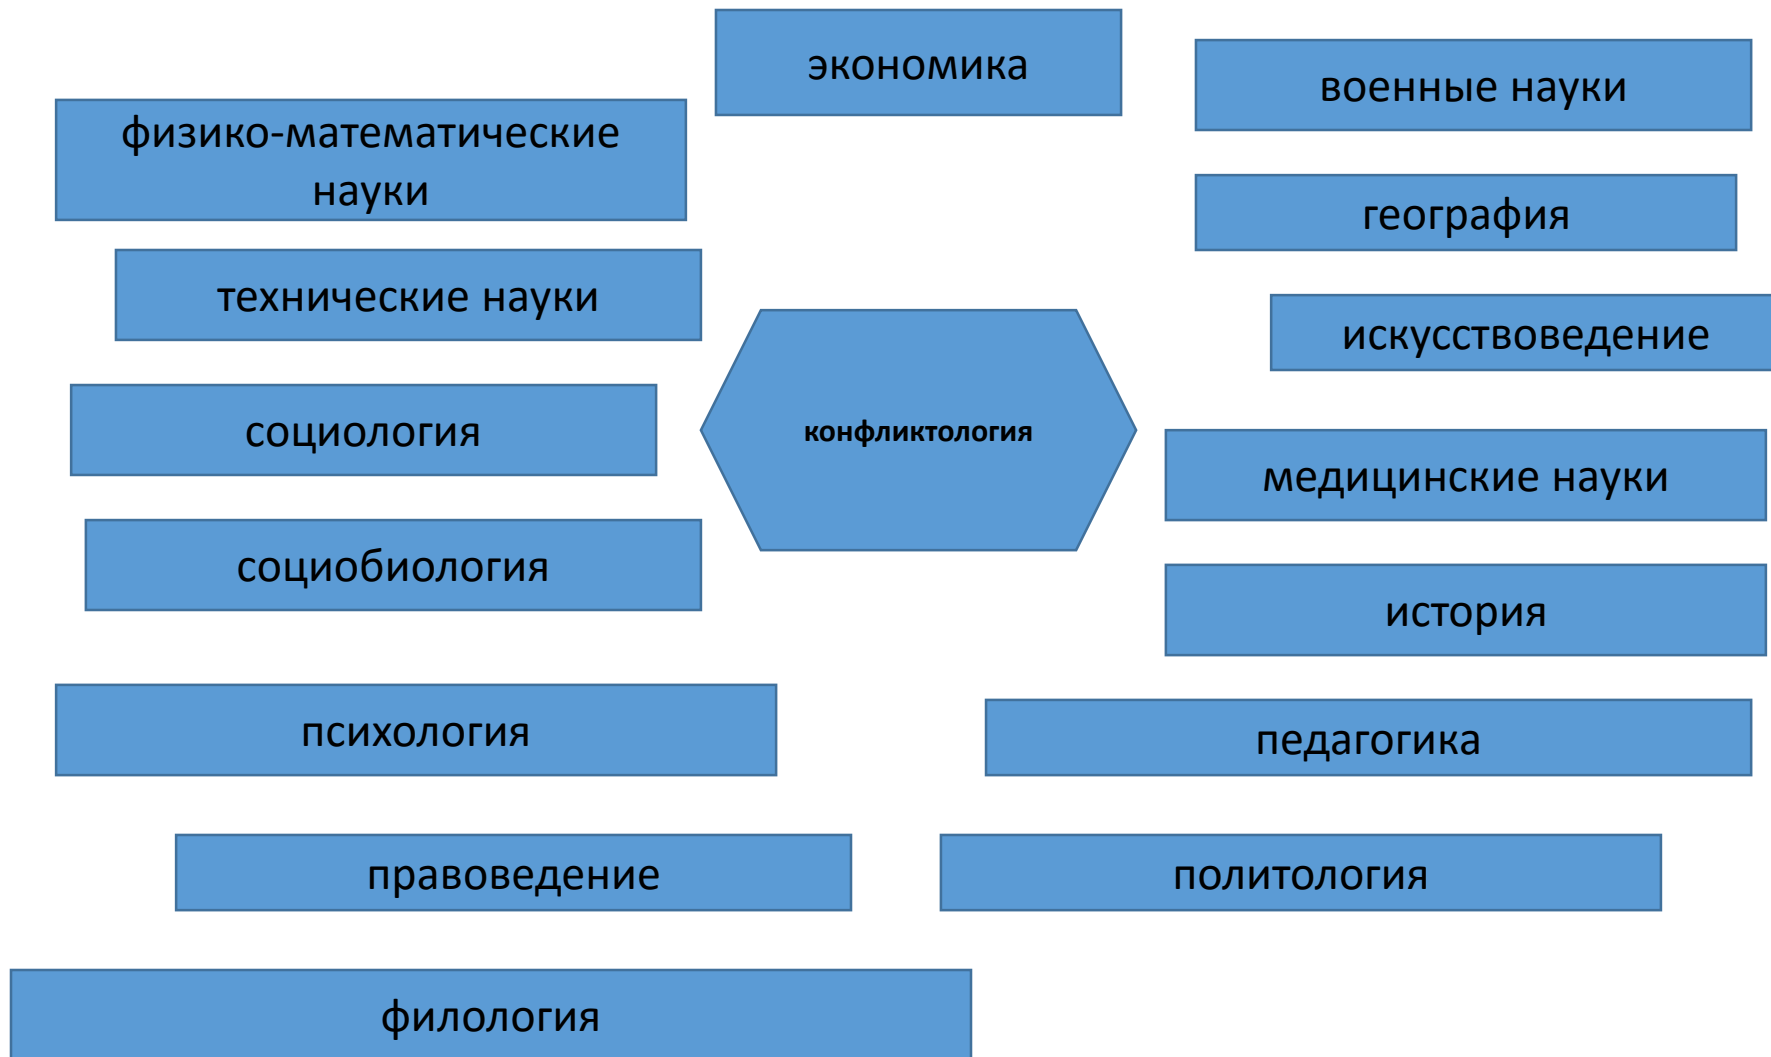 экономика
военные науки
физико-математические
науки
география
технические науки
искусствоведение
социология
конфликтология
медицинские науки
социобиология
история
психология
педагогика
правоведение
политология
филология